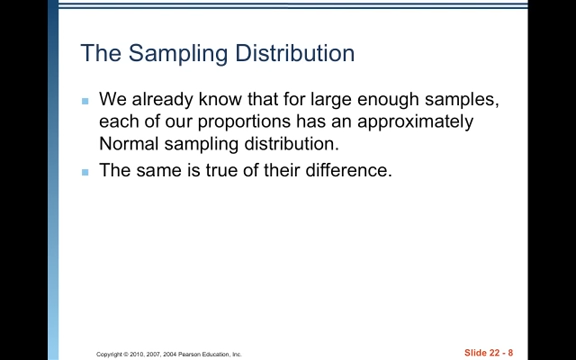 The Sampling Distribution
We already know that for large enough samples,
each of our proportions has an approximately
Normal sampling distribution.
The same is true of their difference.
Copyright © 2010, 2007, 2004 Pearson Education, Inc.
Slide 22 - 8